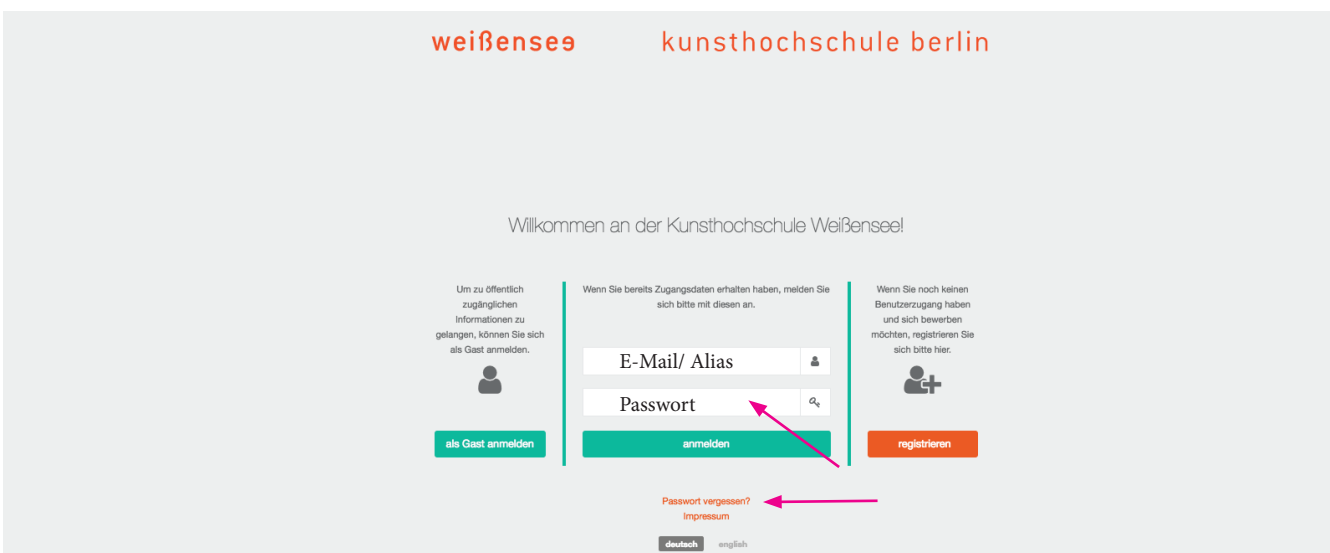 weißensee kunsthochschule berlin
Willkommen an der Kunsthochschule Weißensee!
Um zu öffentlich
zugänglichen
Informationen zu
gelangen, können Sie sich
als Gast anmelden.
als Gast anmelden
Wenn Sie bereits Zugangsdaten erhalten haben, melden Sie
sich bitte mit diesen an.
E-Mail/ Alias
Passwort
anmelden
Wenn Sie noch keinen
Benutzerzugang haben
und sich bewerben
möchten, registrieren Sie
sich bitte hier.
registrieren
Passwort vergessen?
Impressum
deutsch english